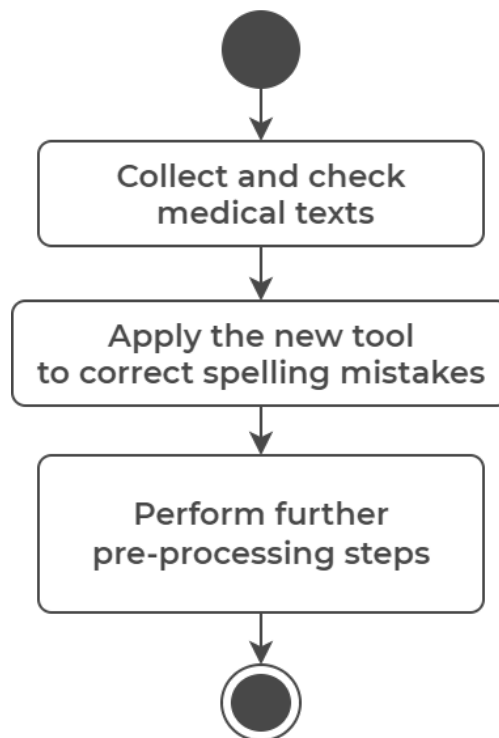 Collect and check
medical texts
Apply the new tool
to correct spelling mistakes
Perform further
pre-processing steps